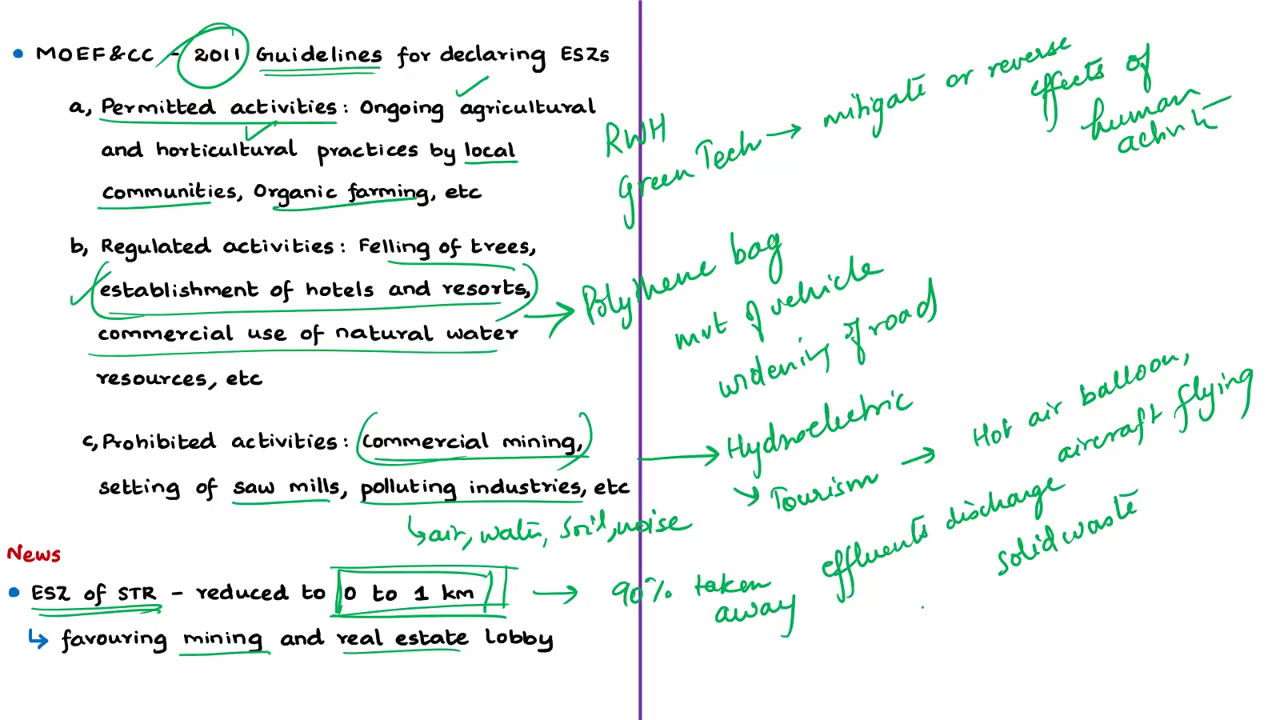 • MOEF&CC - 2011 Guidelines for declaring ESZs
a, Permitted activities : Ongoing agricultural
and horticultural practices by local
communities, Organic farming, etc
b, Regulated activities : Felling of trees,
establishment of hotels and resorts,
commercial use of natural water
resources, etc
c, Prohibited activities : Commercial mining,
setting of saw mills, polluting industries, etc
↳ air, water, soil, noise
News
• ESZ of STR - reduced to 0 to 1 km → 90% taken
away
↳ favouring mining and real estate lobby
RWH
Green Tech → mitigate or reverse
effects of
human
→ Polythene bag
mvt of vehicle
widening of road
→ Hydroelectric
↘ Tourism → Hot air balloon,
aircraft flying
effluents discharge
solid waste